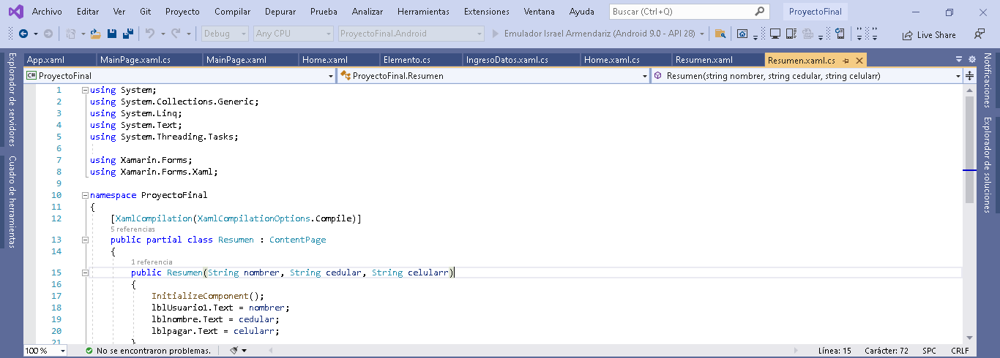 Archivo Editar Ver Git Proyecto Compilar Depurar Prueba Analizar Herramientas Extensiones Ventana Ayuda Buscar (Ctrl+Q) ProyectoFinal
Debug Any CPU ProyectoFinal.Android Emulador Israel Armendariz (Android 9.0 - API 28) Live Share
App.xaml MainPage.xaml.cs MainPage.xaml Home.xaml Elemento.cs IngresoDatos.xaml.cs Home.xaml.cs Resumen.xaml Resumen.xaml.cs
C# ProyectoFinal ProyectoFinal.Resumen Resumen(string nombrer, string cedular, string celularr)
Explorador de servidores
Cuadro de herramientas
1 using System;
2 using System.Collections.Generic;
3 using System.Linq;
4 using System.Text;
5 using System.Threading.Tasks;
6
7 using Xamarin.Forms;
8 using Xamarin.Forms.Xaml;
9
10 namespace ProyectoFinal
11 {
12 [XamlCompilation(XamlCompilationOptions.Compile)]
5 referencias
13 public partial class Resumen : ContentPage
14 {
1 referencia
15 public Resumen(String nombrer, String cedular, String celularr)
16 {
17 InitializeComponent();
18 lblUsuario1.Text = nombrer;
19 lblnombre.Text = cedular;
20 lblpagar.Text = celularr;
21 }
Notificaciones
Explorador de soluciones
100 % No se encontraron problemas. Línea: 15 Carácter: 72 SPC CRLF